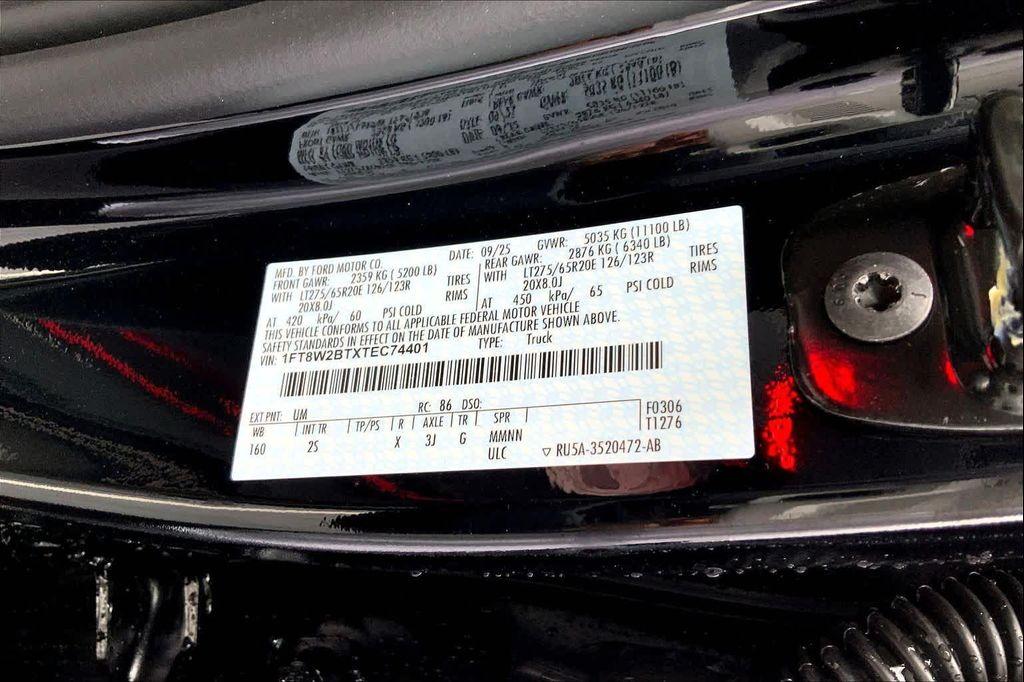 MFD. BY FORD MOTOR CO. DATE: 09/25 GVWR: 5035 KG (11100 LB)
FRONT GAWR: 2359 KG ( 5200 LB) REAR GAWR: 2876 KG ( 6340 LB)
WITH LT275/65R20E 126/123R TIRES WITH LT275/65R20E 126/123R TIRES
20X8.0J RIMS 20X8.0J RIMS
AT 420 kPa/ 60 PSI COLD AT 450 kPa/ 65 PSI COLD
THIS VEHICLE CONFORMS TO ALL APPLICABLE FEDERAL MOTOR VEHICLE
SAFETY STANDARDS IN EFFECT ON THE DATE OF MANUFACTURE SHOWN ABOVE.
VIN: 1FT8W2BTXTEC74401 TYPE: Truck
EXT PNT: UM RC: 86 DSO:
WB INT TR TP/PS R AXLE TR SPR F0306
160 2S X 3J G MMNN T1276
ULC ▽ RU5A-3520472-AB